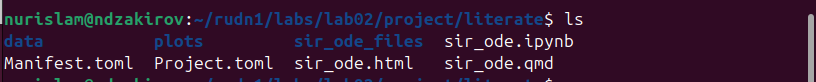 nurislam@ndzakirov:~/rudn1/labs/lab02/project/literate$ ls
data plots sir_ode_files sir_ode.ipynb
Manifest.toml Project.toml sir_ode.html sir_ode.qmd